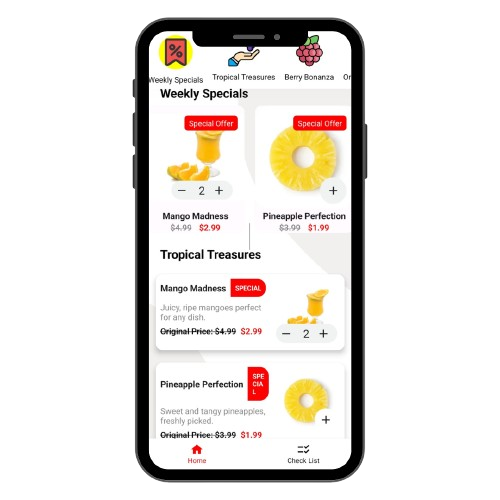 %
Weekly Specials
Tropical Treasures
Berry Bonanza
Or
Weekly Specials
Special Offer
Special Offer
2
Mango Madness
$4.99 $2.99
Pineapple Perfection
$3.99 $1.99
Tropical Treasures
Mango Madness
SPECIAL
Juicy, ripe mangoes perfect
for any dish.
Original Price: $4.99 $2.99
2
Pineapple Perfection
SPE
CIA
L
Sweet and tangy pineapples,
freshly picked.
Original Price: $3.99 $1.99
Home
Check List